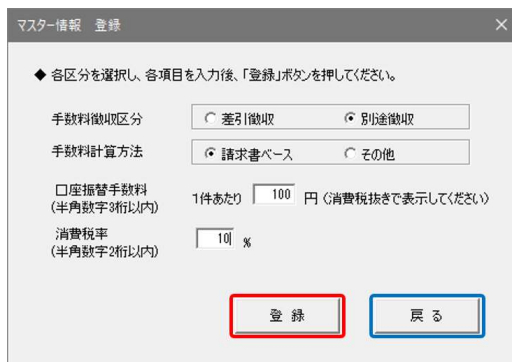 マスター情報　登録
◆ 各区分を選択し、各項目を入力後、「登録」ボタンを押してください。
手数料徴収区分 差引徴収 別途徴収
手数料計算方法 請求書ベース その他
口座振替手数料
(半角数字3桁以内)
1件あたり 100 円 (消費税抜きで表示してください)
消費税率
(半角数字2桁以内)
10 %
登 録 戻 る